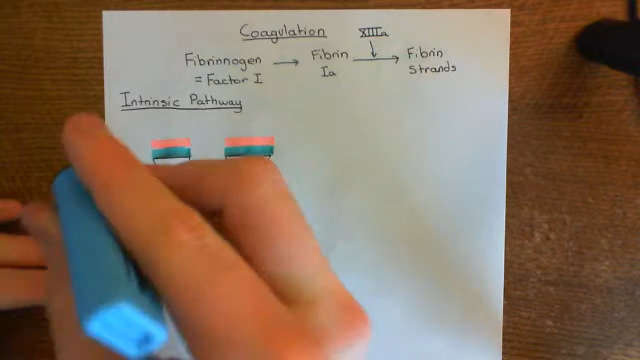 Coagulation
XIIIa
Fibrinnogen → Fibrin → Fibrin
= Factor I Ia Strands
Intrinsic Pathway